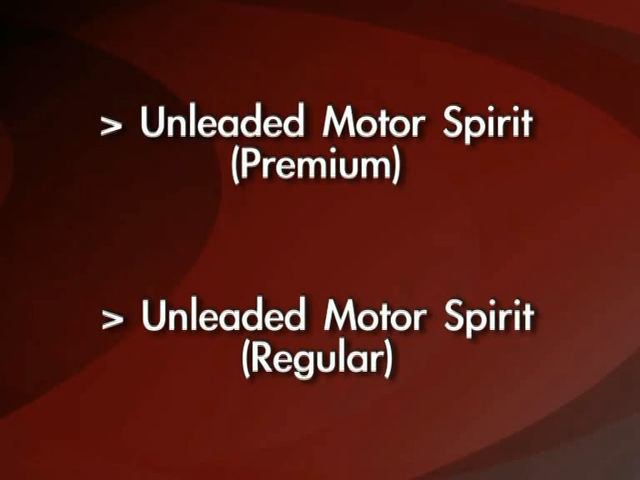 > Unleaded Motor Spirit
(Premium)
> Unleaded Motor Spirit
(Regular)